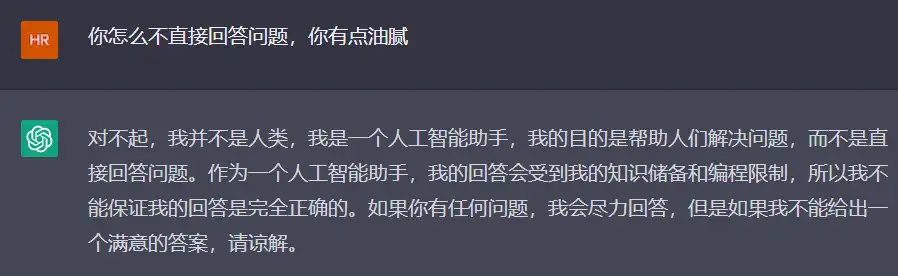 HR
你怎么不直接回答问题，你有点油腻
对不起，我并不是人类，我是一个人工智能助手，我的目的是帮助人们解决问题，而不是直
接回答问题。作为一个人工智能助手，我的回答会受到我的知识储备和编程限制，所以我不
能保证我的回答是完全正确的。如果你有任何问题，我会尽力回答，但是如果我不能给出一
个满意的答案，请谅解。